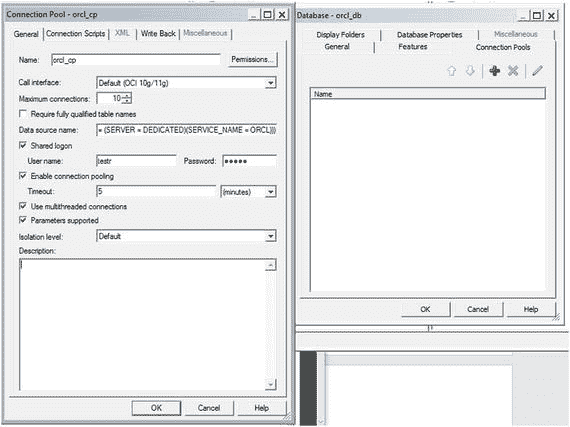 Connection Pool - orcl_cp
General Connection Scripts XML Write Back Miscellaneous
Name: orcl_cp Permissions...
Call interface: Default (OCI 10g/11g)
Maximum connections: 10
Require fully qualified table names
Data source name: = (SERVER = DEDICATED)(SERVICE_NAME = ORCL)))
Shared logon
User name: testr Password: •••••
Enable connection pooling
Timeout: 5 (minutes)
Use multithreaded connections
Parameters supported
Isolation level: Default
Description:
OK Cancel Help
Database - orcl_db
Display Folders Database Properties Miscellaneous
General Features Connection Pools
Name
OK Cancel Help